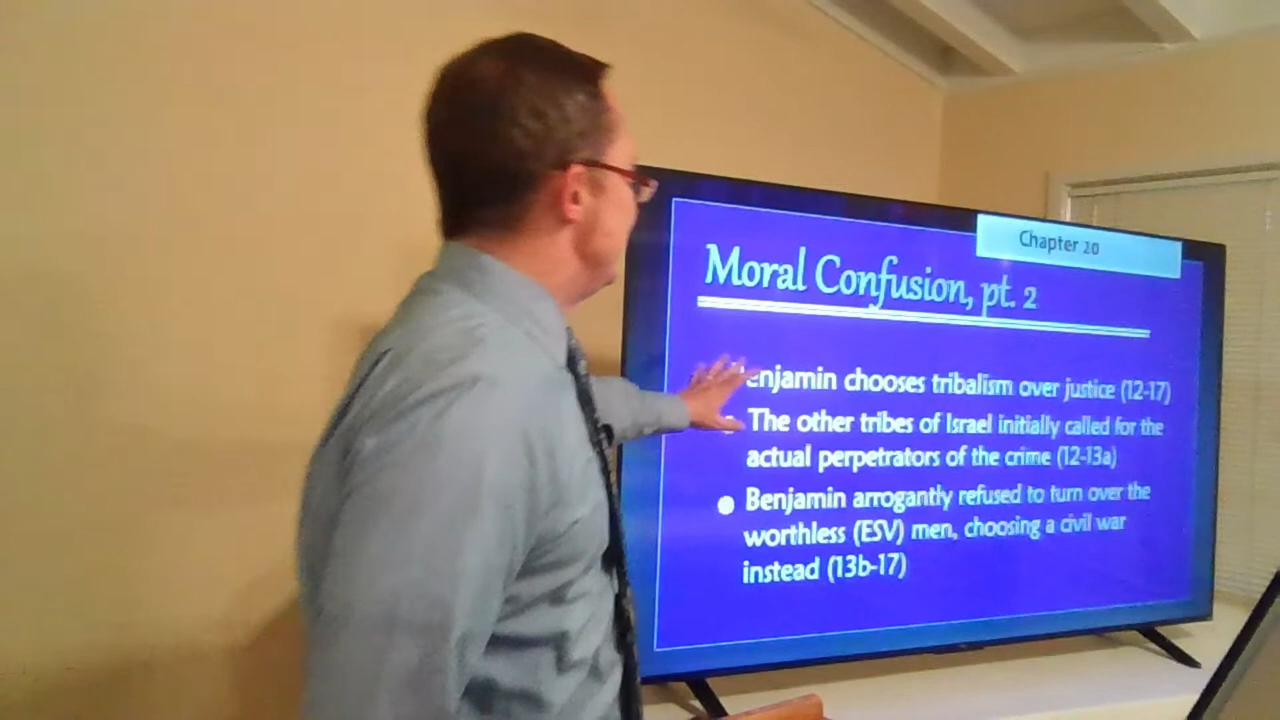 Chapter 20
Moral Confusion, pt. 2
enjamin chooses tribalism over justice (12-17)
The other tribes of Israel initially called for the
actual perpetrators of the crime (12-13a)
Benjamin arrogantly refused to turn over the
worthless (ESV) men, choosing a civil war
instead (13b-17)